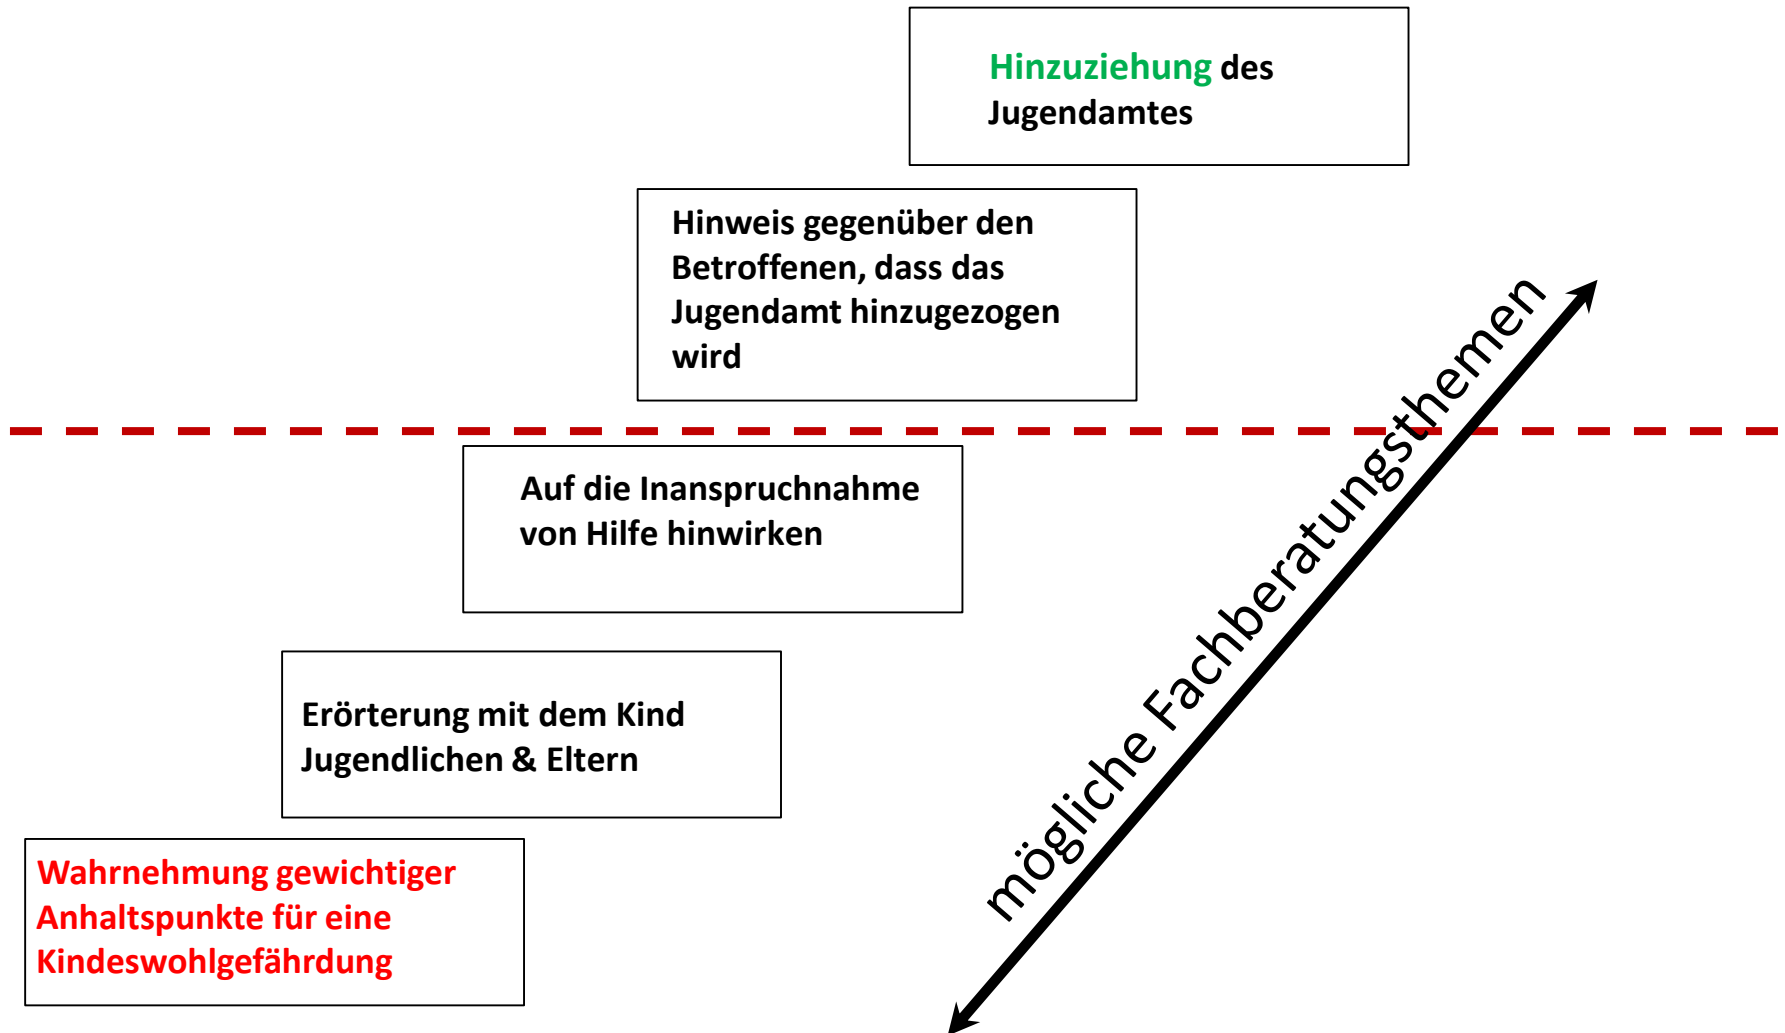 Hinzuziehung des
Jugendamtes
Hinweis gegenüber den
Betroffenen, dass das
Jugendamt hinzugezogen
wird
Auf die Inanspruchnahme
von Hilfe hinwirken
Erörterung mit dem Kind
Jugendlichen & Eltern
Wahrnehmung gewichtiger
Anhaltspunkte für eine
Kindeswohlgefährdung
mögliche Fachberatungsthemen